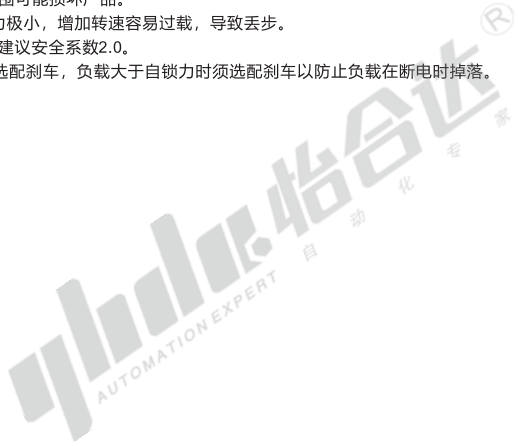 可能损坏产品。
力极小，增加转速容易过载，导致丢步。
建议安全系数2.0。
选配刹车，负载大于自锁力时须选配刹车以防止负载在断电时掉落。
®
怡合达
自动化专家
yhdc
AUTOMATION EXPERT